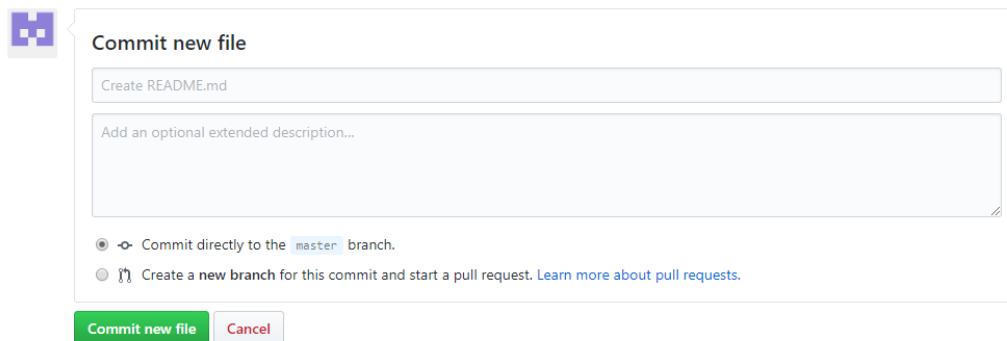 Commit new file
Create README.md
Add an optional extended description...
Commit directly to the master branch.
Create a new branch for this commit and start a pull request. Learn more about pull requests.
Commit new file Cancel